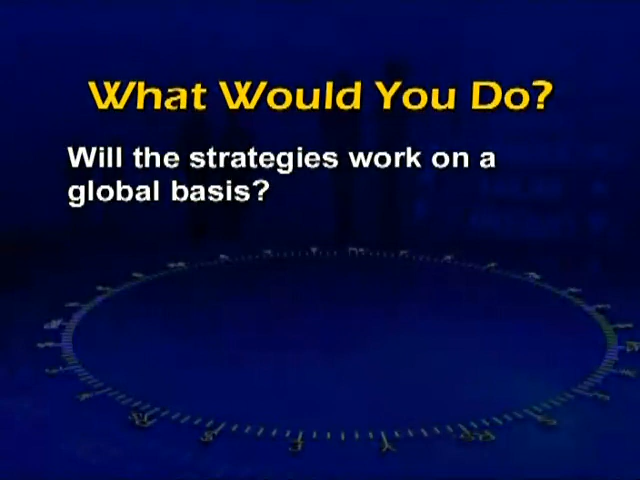 What Would You Do?
Will the strategies work on a
global basis?